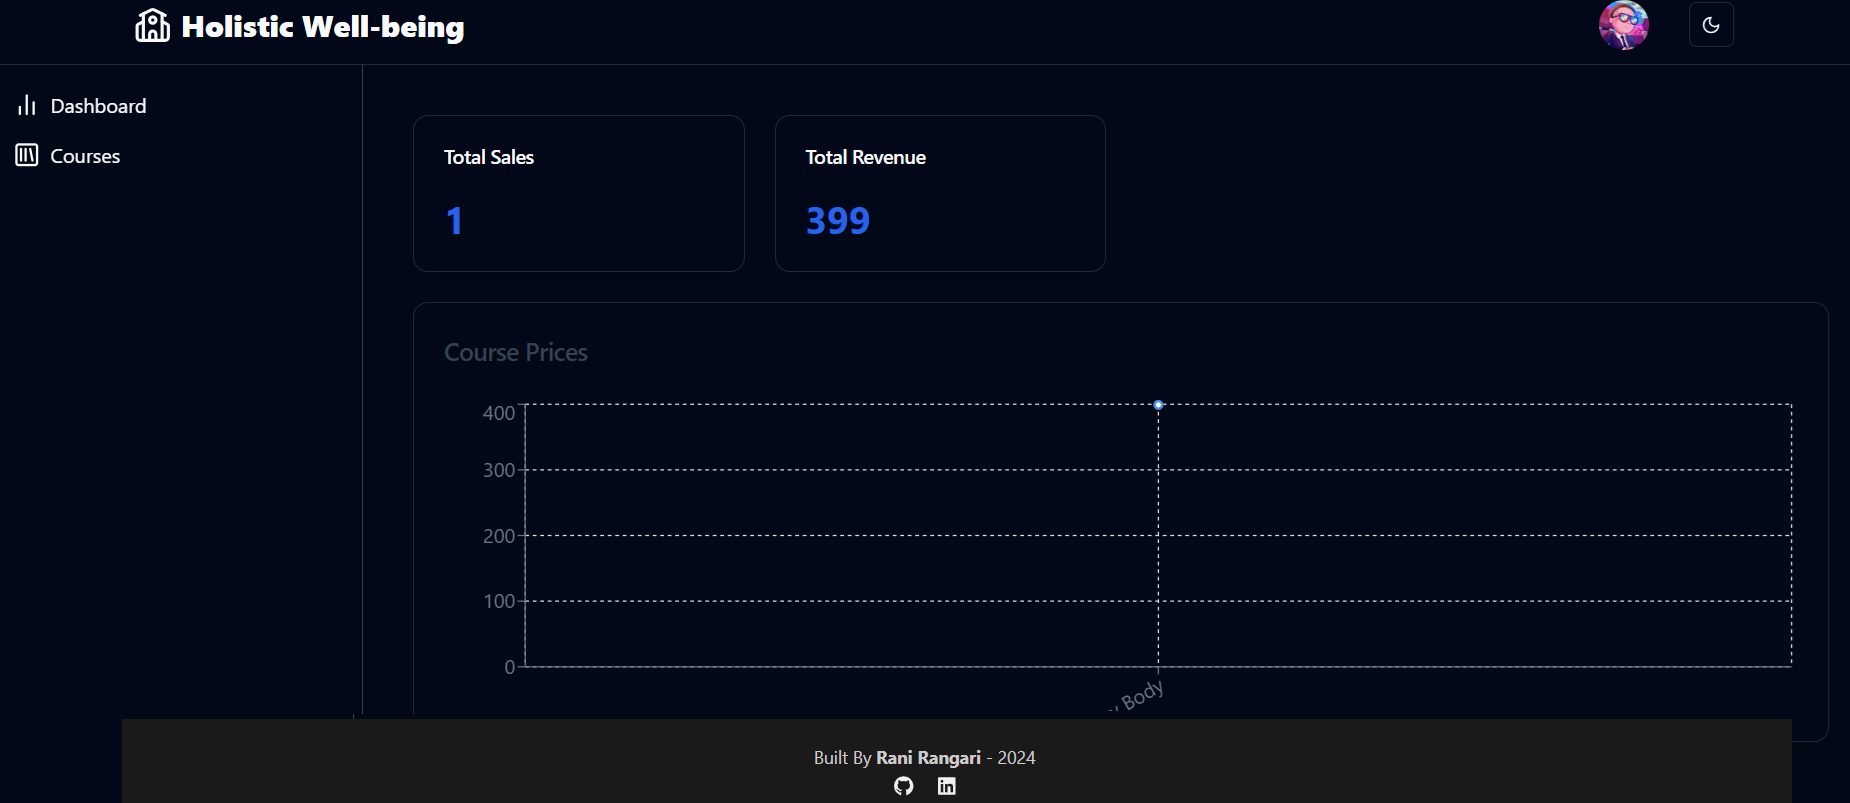 Holistic Well-being
Dashboard
Courses
Total Sales
1
Total Revenue
399
Course Prices
400
300
200
100
0
Body
Built By Rani Rangari - 2024